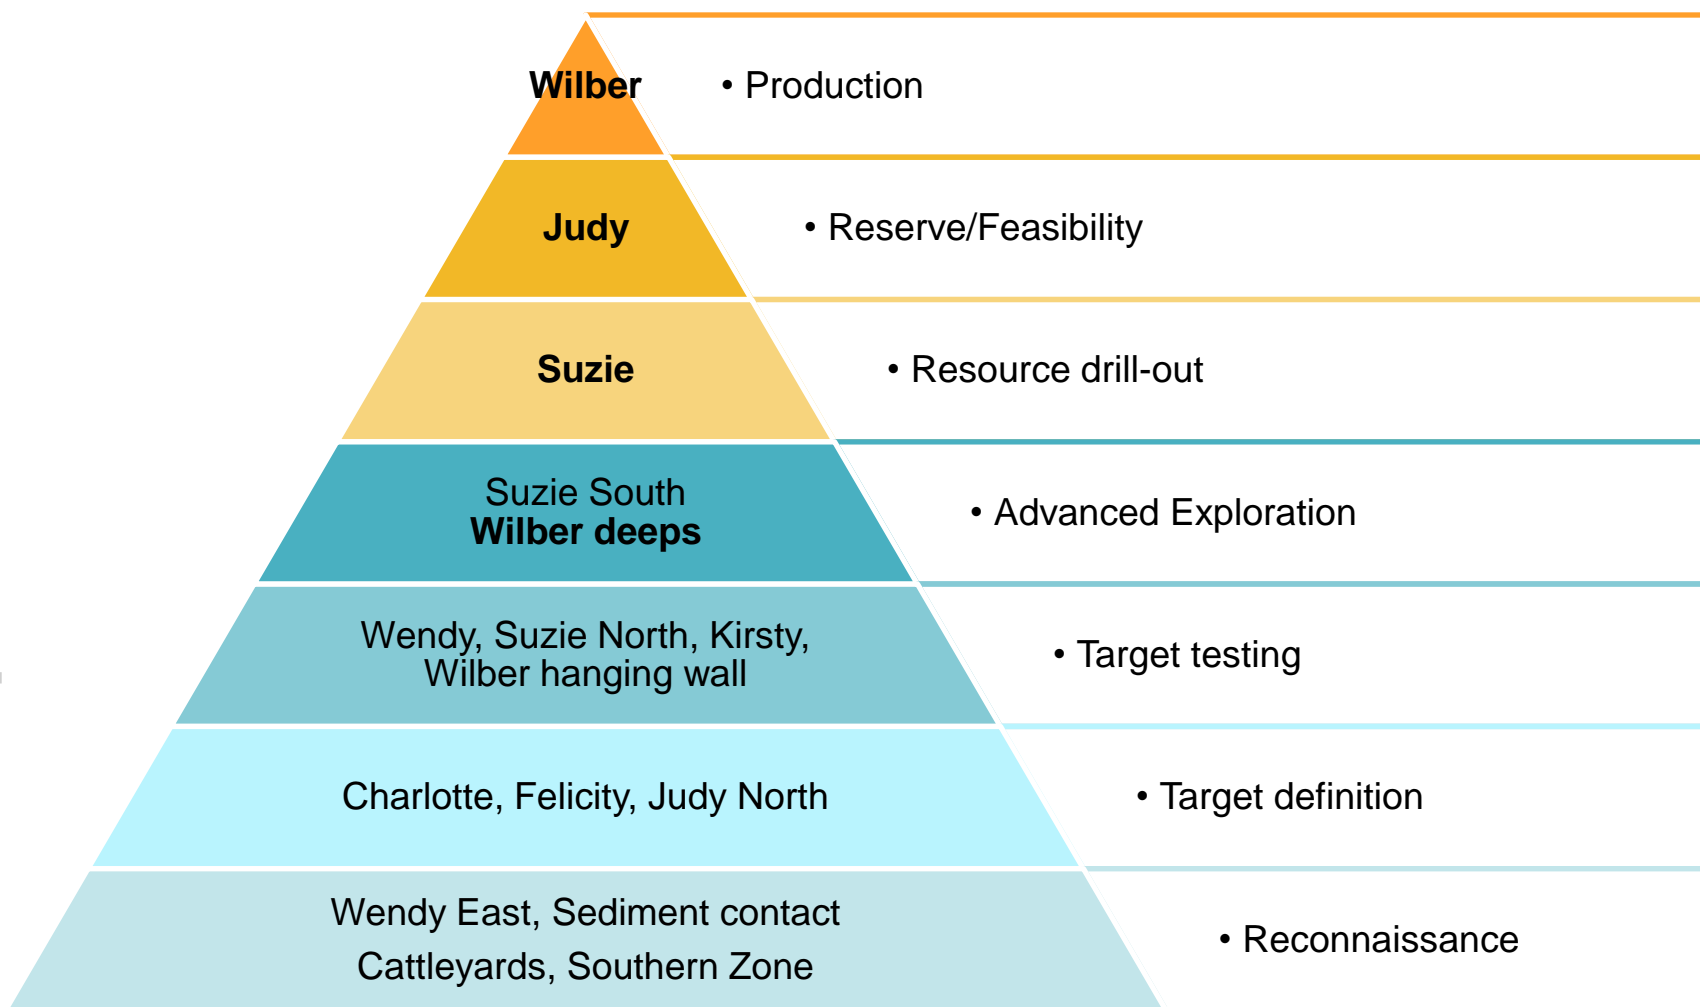 Wilber
• Production
Judy
• Reserve/Feasibility
Suzie
• Resource drill-out
Suzie South
Wilber deeps
• Advanced Exploration
Wendy, Suzie North, Kirsty,
Wilber hanging wall
• Target testing
Charlotte, Felicity, Judy North
• Target definition
Wendy East, Sediment contact
Cattleyards, Southern Zone
• Reconnaissance